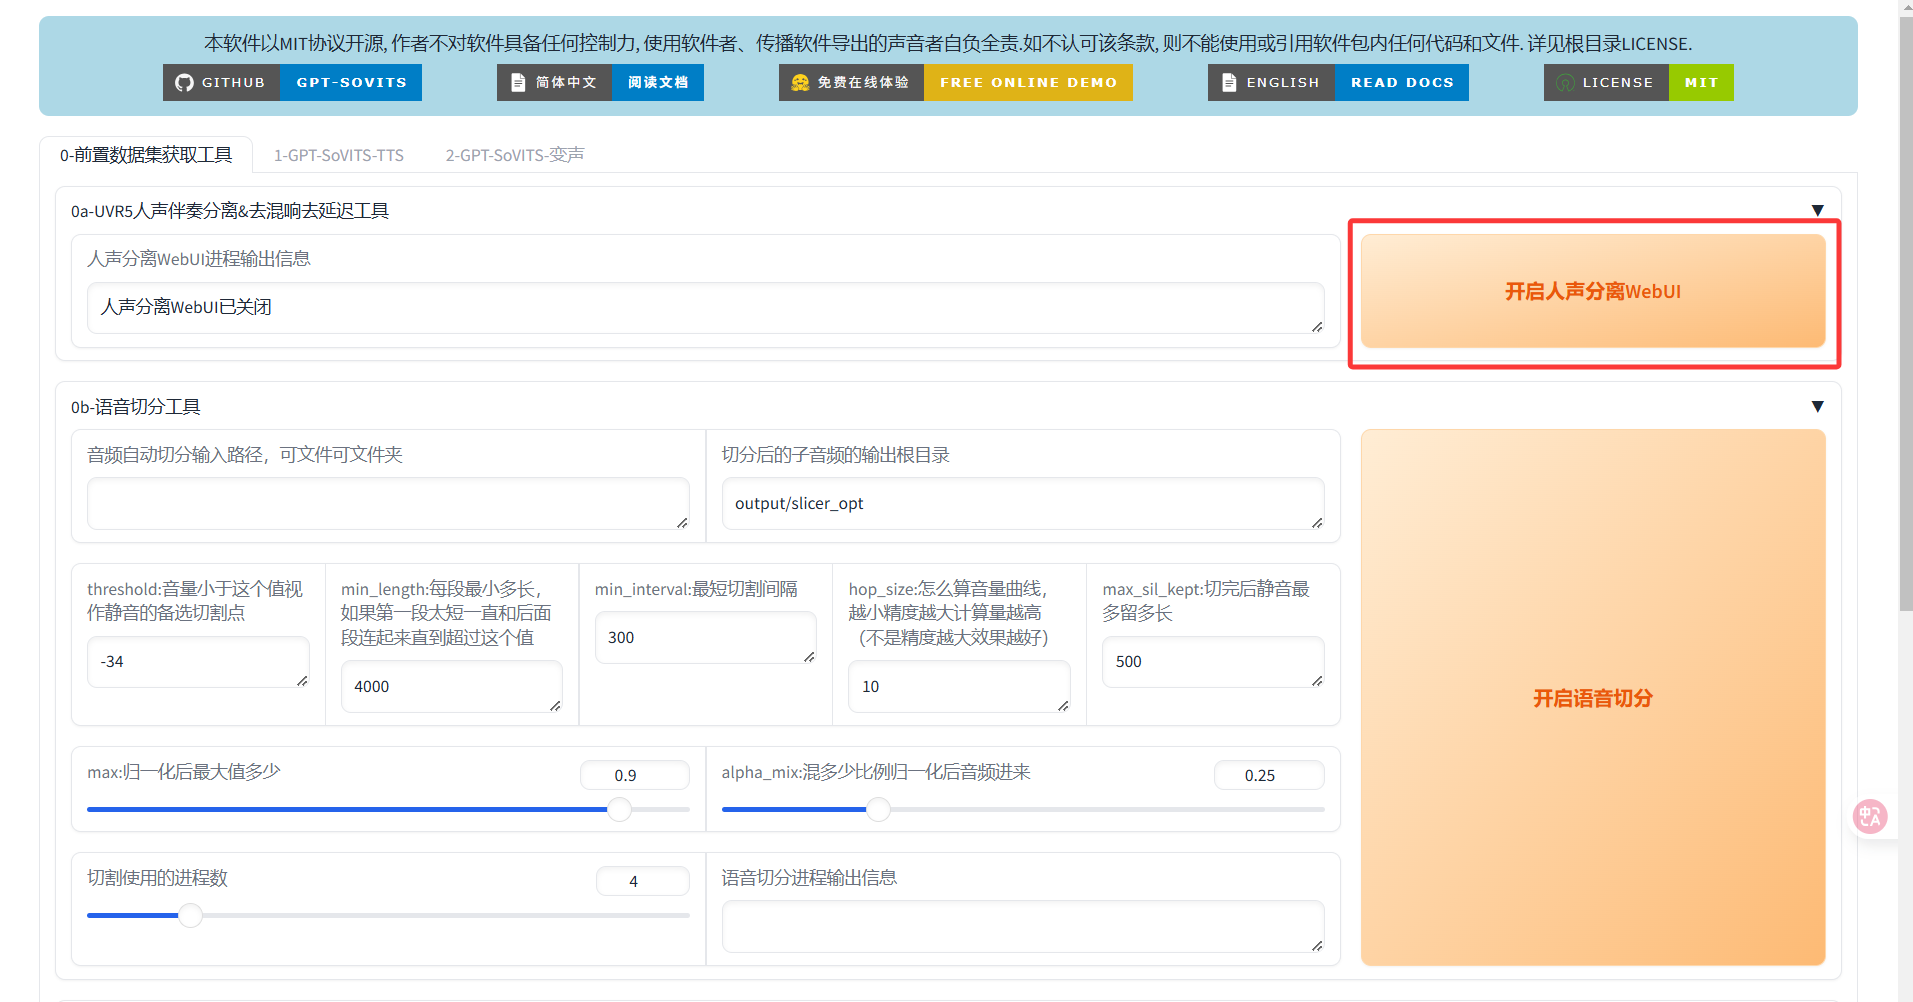 本软件以MIT协议开源, 作者不对软件具备任何控制力, 使用软件者、传播软件导出的声音者自负全责.如不认可该条款, 则不能使用或引用软件包内任何代码和文件. 详见根目录LICENSE.
GITHUB GPT-SOVITS 简体中文 阅读文档 免费在线体验 FREE ONLINE DEMO ENGLISH READ DOCS LICENSE MIT
0-前置数据集获取工具 1-GPT-SoVITS-TTS 2-GPT-SoVITS-变声
0a-UVR5人声伴奏分离&去混响去延迟工具 ▼
人声分离WebUI进程输出信息
人声分离WebUI已关闭
开启人声分离WebUI
0b-语音切分工具 ▼
音频自动切分输入路径，可文件可文件夹
切分后的子音频的输出根目录
output/slicer_opt
threshold:音量小于这个值视
作静音的备选切割点
-34
min_length:每段最小多长，
如果第一段太短一直和后面
段连起来直到超过这个值
4000
min_interval:最短切割间隔
300
hop_size:怎么算音量曲线，
越小精度越大计算量越高
（不是精度越大效果越好）
10
max_sil_kept:切完后静音最
多留多长
500
开启语音切分
max:归一化后最大值多少 0.9
alpha_mix:混多少比例归一化后音频进来 0.25
切割使用的进程数 4
语音切分进程输出信息
中A